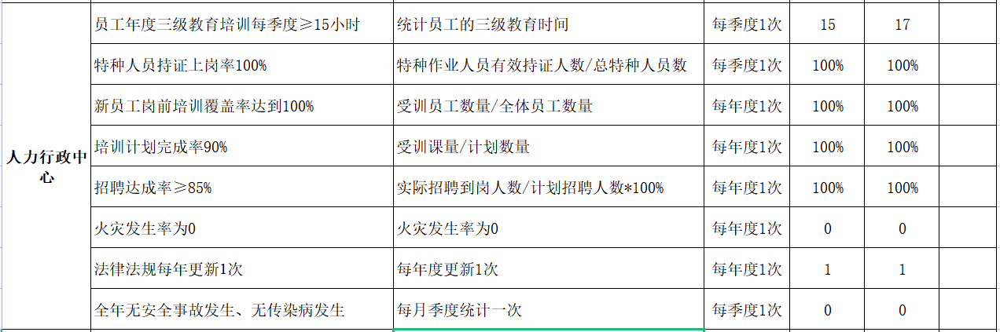 员工年度三级教育培训每季度≥15小时 统计员工的三级教育时间 每季度1次 15 17
特种人员持证上岗率100% 特种作业人员有效持证人数/总特种人员数 每季度1次 100% 100%
新员工岗前培训覆盖率达到100% 受训员工数量/全体员工数量 每年度1次 100% 100%
人力行政中
心
培训计划完成率90% 受训课量/计划数量 每年度1次 100% 100%
招聘达成率≥85% 实际招聘到岗人数/计划招聘人数*100% 每年度1次 100% 100%
火灾发生率为0 火灾发生率为0 每年度1次 0 0
法律法规每年更新1次 每年度更新1次 每年度1次 1 1
全年无安全事故发生、无传染病发生 每月季度统计一次 每季度1次 0 0